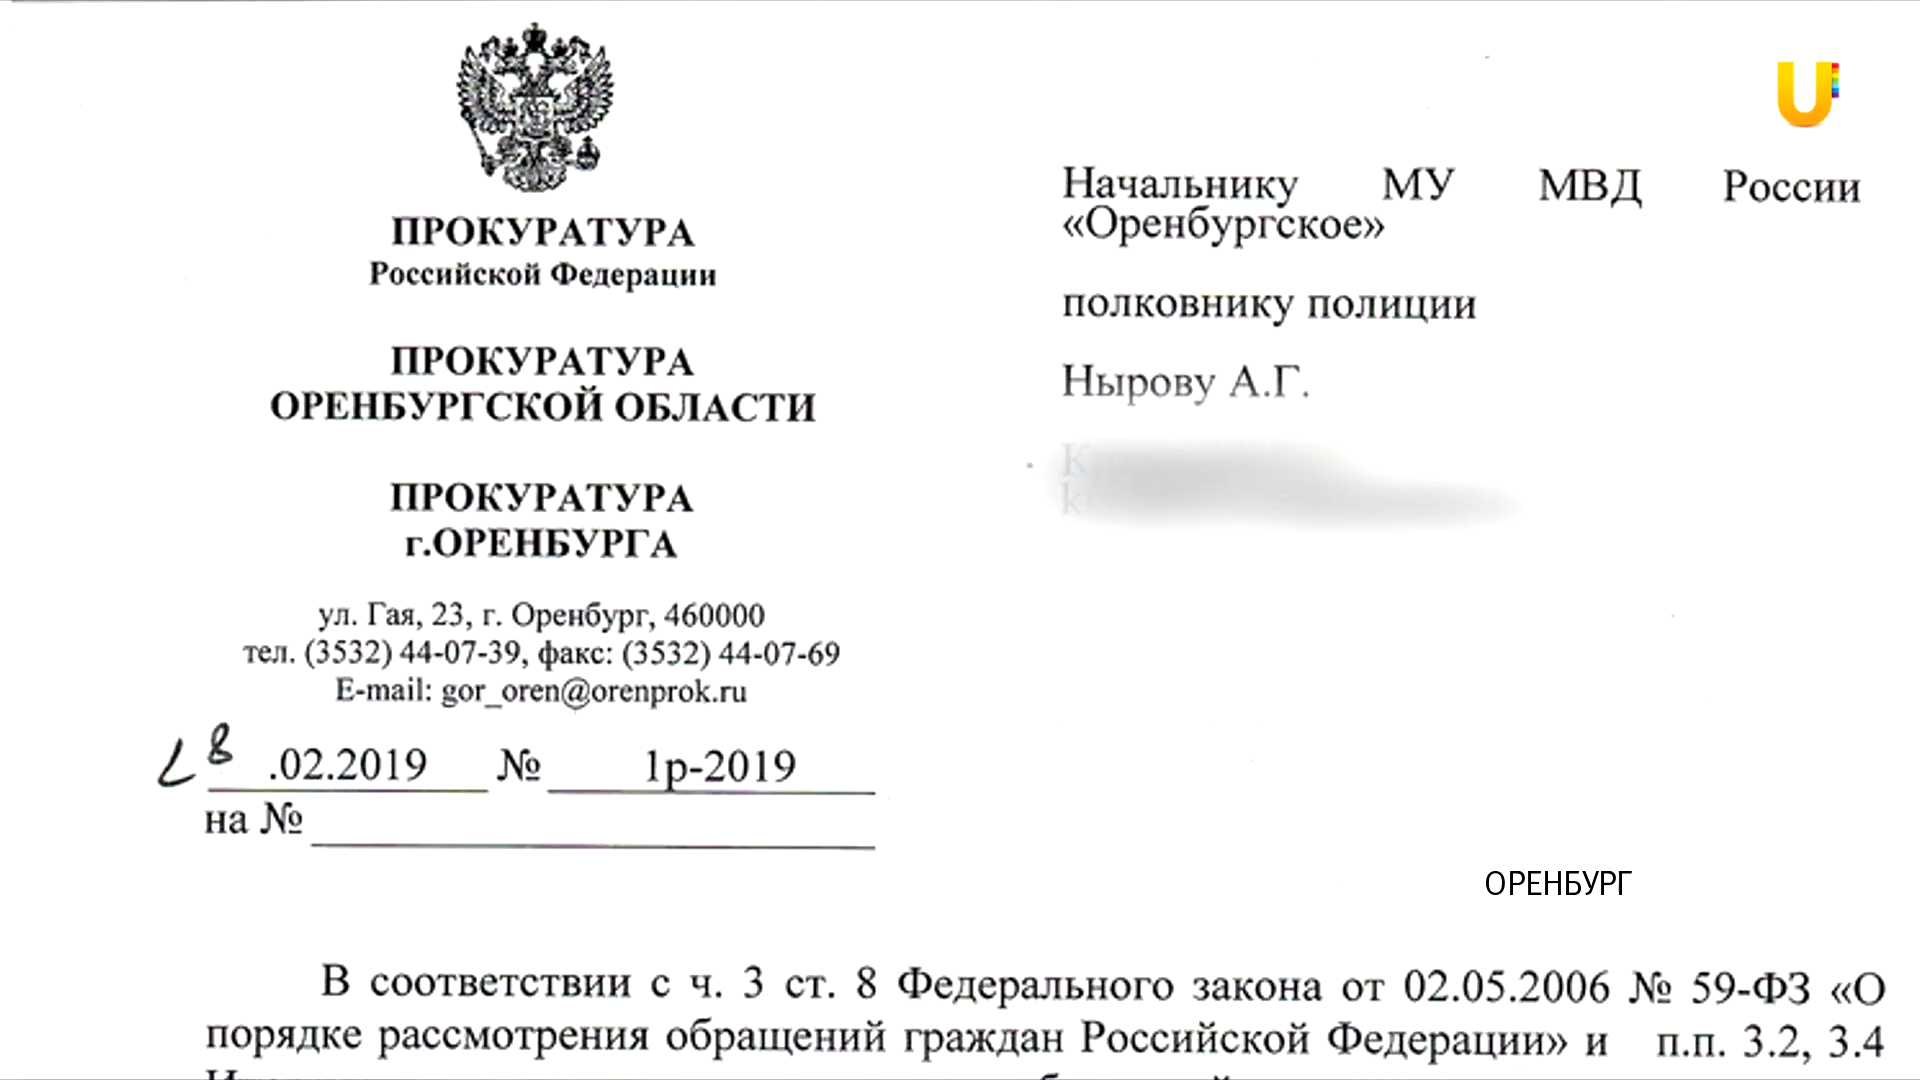 ПРОКУРАТУРА
Российской Федерации
ПРОКУРАТУРА
ОРЕНБУРГСКОЙ ОБЛАСТИ
ПРОКУРАТУРА
г.ОРЕНБУРГА
ул. Гая, 23, г. Оренбург, 460000
тел. (3532) 44-07-39, факс: (3532) 44-07-69
E-mail: gor_oren@orenprok.ru
8 .02.2019 № 1р-2019
на №
U
Начальнику МУ МВД России
«Оренбургское»
полковнику полиции
Нырову А.Г.
ОРЕНБУРГ
В соответствии с ч. 3 ст. 8 Федерального закона от 02.05.2006 № 59-ФЗ «О
порядке рассмотрения обращений граждан Российской Федерации» и п.п. 3.2, 3.4